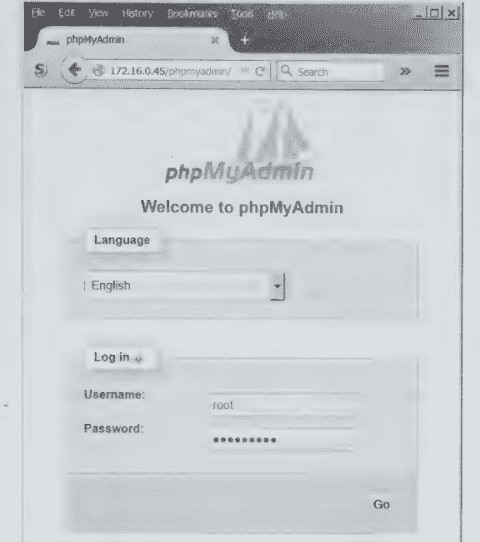 File Edit View History Bookmarks Tools Help
phpMyAdmin × +
172.16.0.45/phpmyadmin/ Search »
phpMyAdmin
Welcome to phpMyAdmin
Language
English
Log in
Username: root
Password: •••••••••
Go